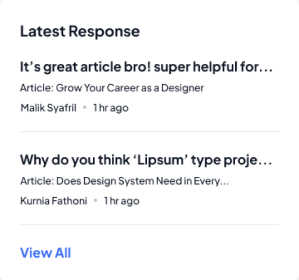 Latest Response
It's great article bro! super helpful for...
Article: Grow Your Career as a Designer
Malik Syafril • 1 hr ago
Why do you think ‘Lipsum’ type proje...
Article: Does Design System Need in Every...
Kurnia Fathoni • 1 hr ago
View All